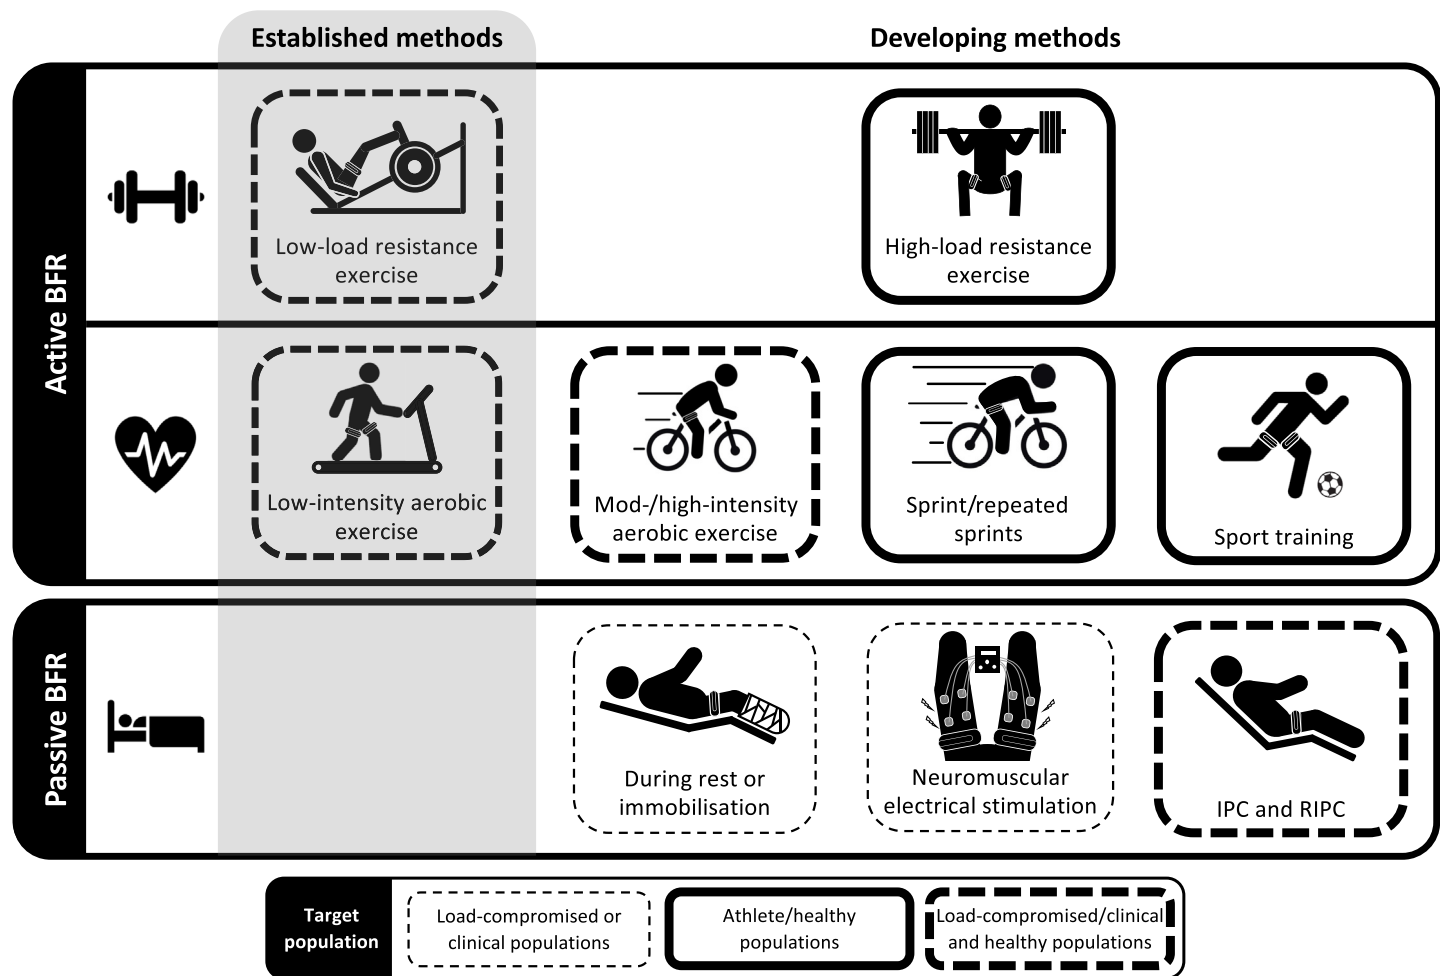 Established methods
Developing methods
Active BFR
Low-load resistance
exercise
High-load resistance
exercise
Low-intensity aerobic
exercise
Mod-/high-intensity
aerobic exercise
Sprint/repeated
sprints
Sport training
Passive BFR
During rest or
immobilisation
Neuromuscular
electrical stimulation
IPC and RIPC
Target
population
Load-compromised or
clinical populations
Athlete/healthy
populations
Load-compromised/clinical
and healthy populations